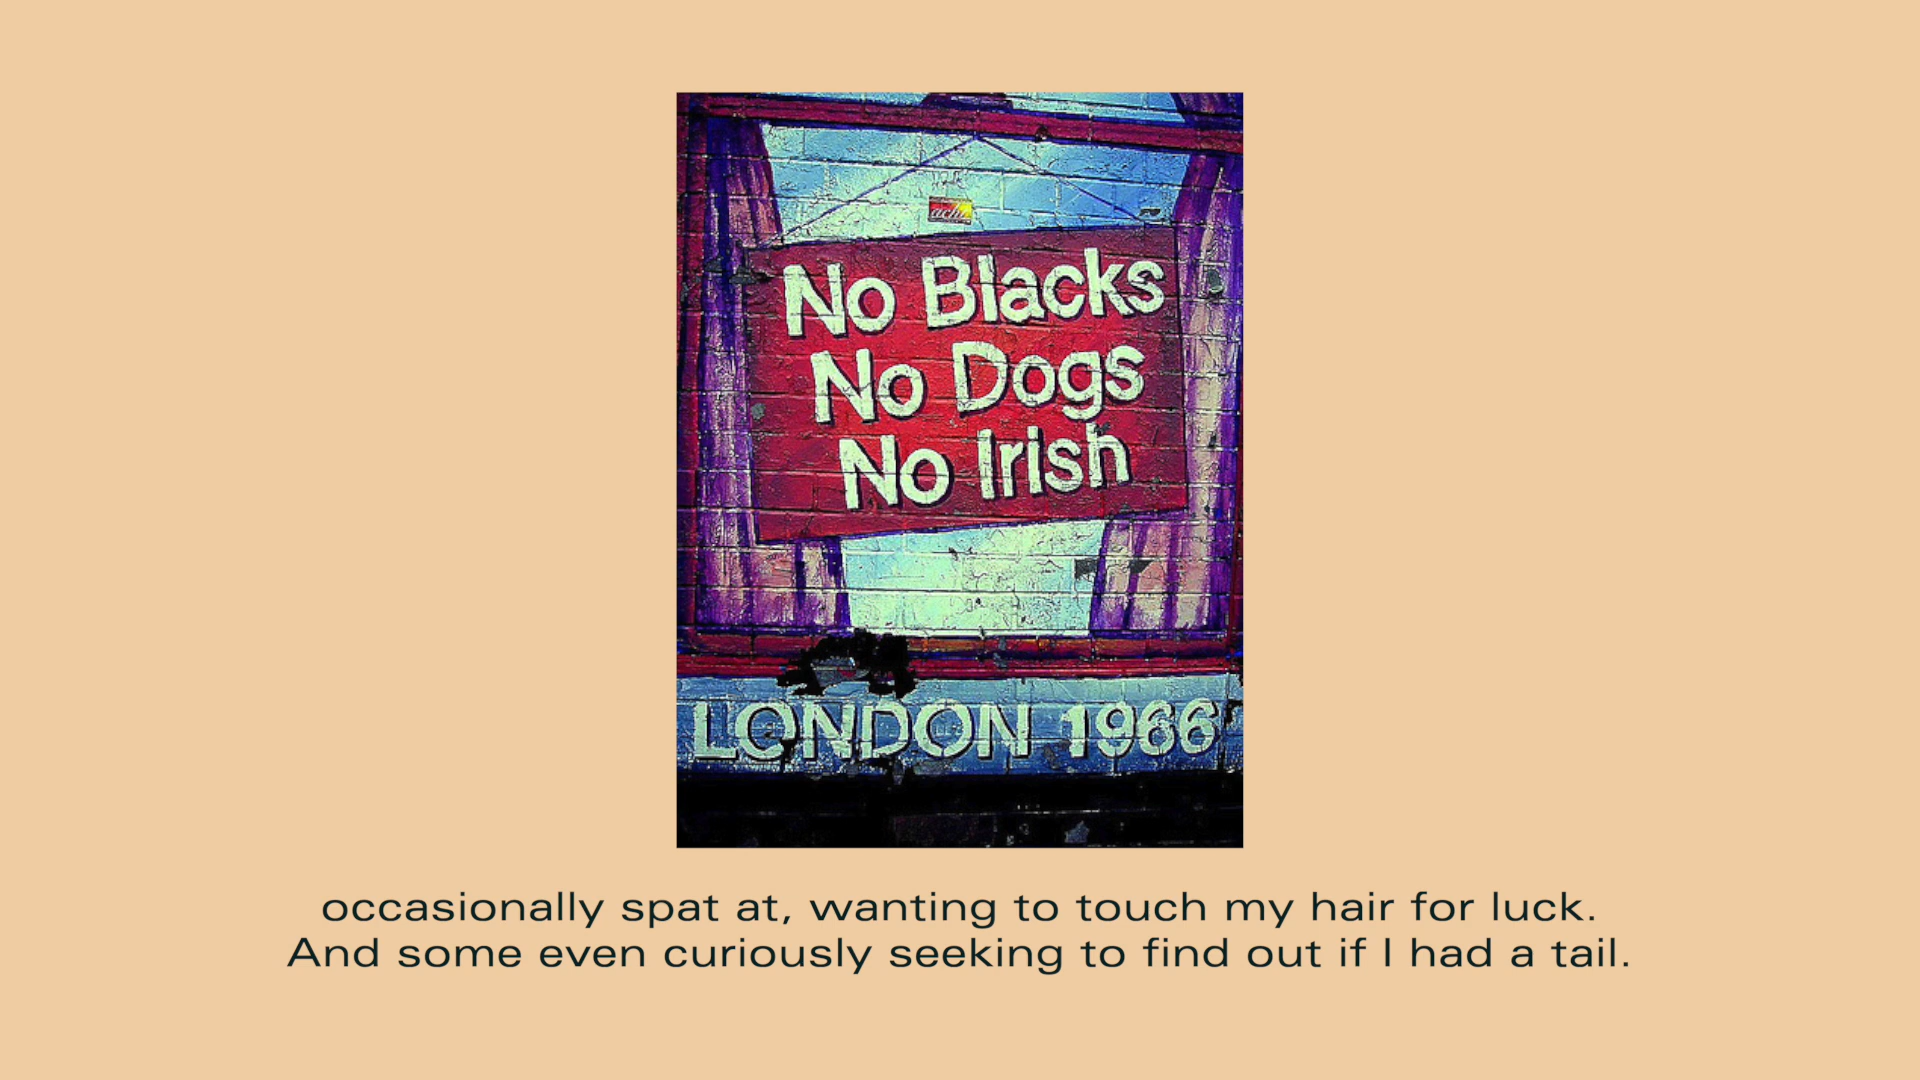 No Blacks
No Dogs
No Irish
LONDON 1966
occasionally spat at, wanting to touch my hair for luck.
And some even curiously seeking to find out if I had a tail.